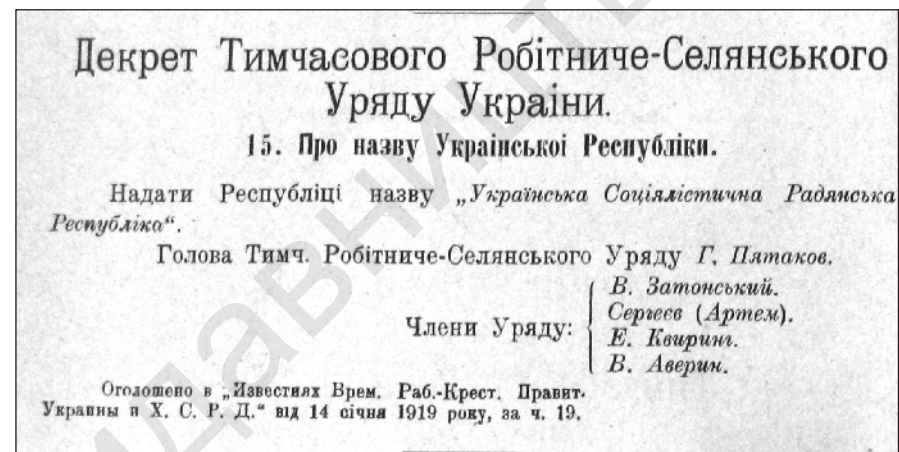 Декрет Тимчасового Робітниче-Селянського
Уряду Украіни.
15. Про назву Украінськоі Республіки.
Надати Республіці назву „Українська Соціялістична Радянська
Республіка“.
Голова Тимч. Робітниче-Селянського Уряду Г. Пятаков.
Члени Уряду:
В. Затонський.
Сергеєв (Артем).
Е. Квиринг.
В. Аверин.
Оголошено в „Известиях Врем. Раб.-Крест. Правит.
Украины и Х. С. Р. Д.“ від 14 січня 1919 року, за ч. 19.